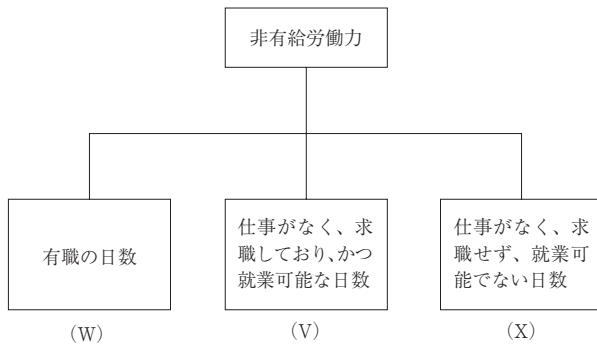 非有給労働力
有職の日数
仕事がなく、求
職しており、かつ
就業可能な日数
仕事がなく、求
職せず、就業可
能でない日数
（W）
（V）
（X）